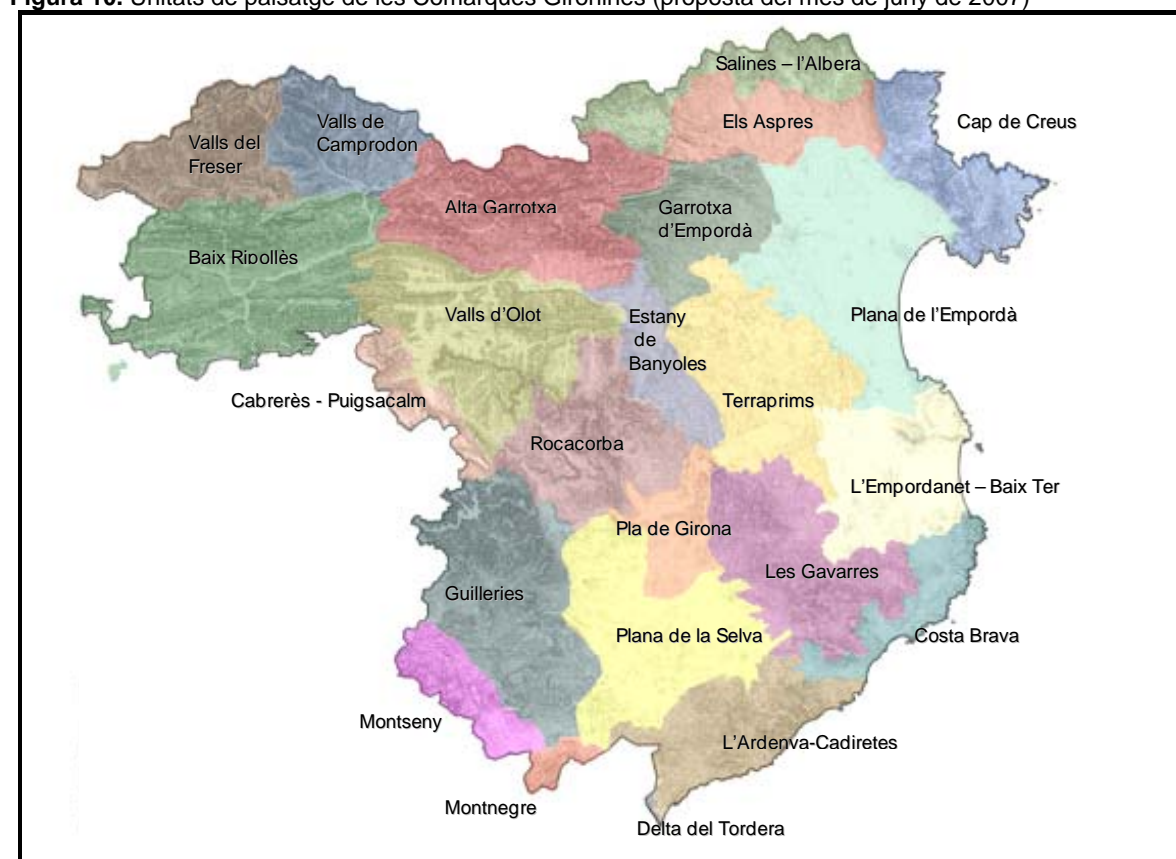 Figura 10. Unitats de paisatge de les Comarques Gironines (proposta del mes de juny de 2007)
Salines – l'Albera
Els Aspres
Cap de Creus
Valls de
Camprodon
Valls del
Freser
Alta Garrotxa
Garrotxa
d'Empordà
Baix Ripollès
Valls d'Olot
Estany
de
Banyoles
Plana de l'Empordà
Cabrerès - Puigsacalm
Terraprims
Rocacorba
L'Empordanet – Baix Ter
Pla de Girona
Les Gavarres
Guilleries
Plana de la Selva
Costa Brava
Montseny
L'Ardenva-Cadiretes
Montnegre
Delta del Tordera